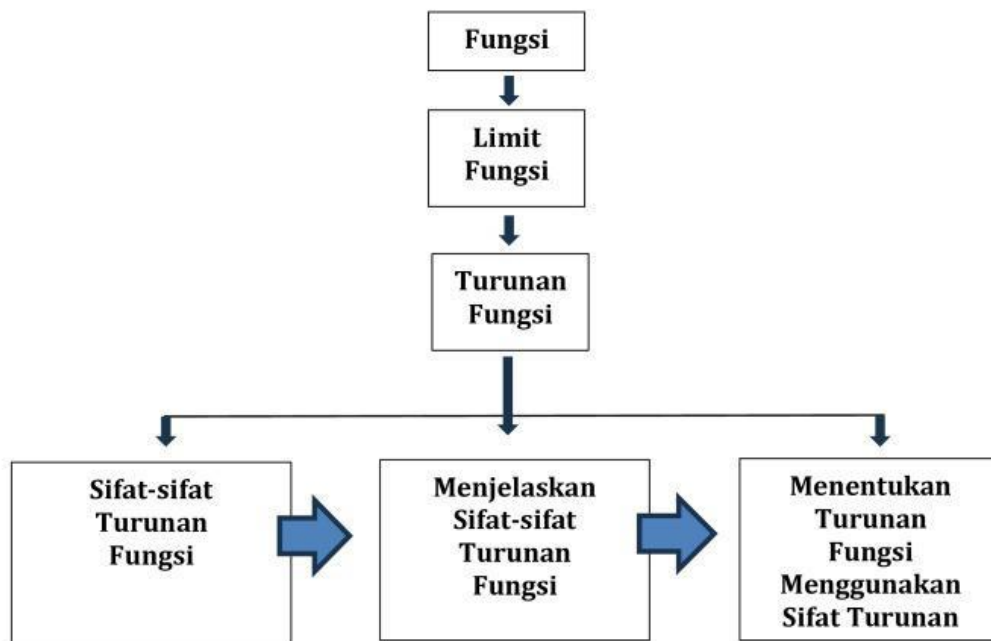 Fungsi
Limit
Fungsi
Turunan
Fungsi
Sifat-sifat
Turunan
Fungsi
Menjelaskan
Sifat-sifat
Turunan
Fungsi
Menentukan
Turunan
Fungsi
Menggunakan
Sifat Turunan